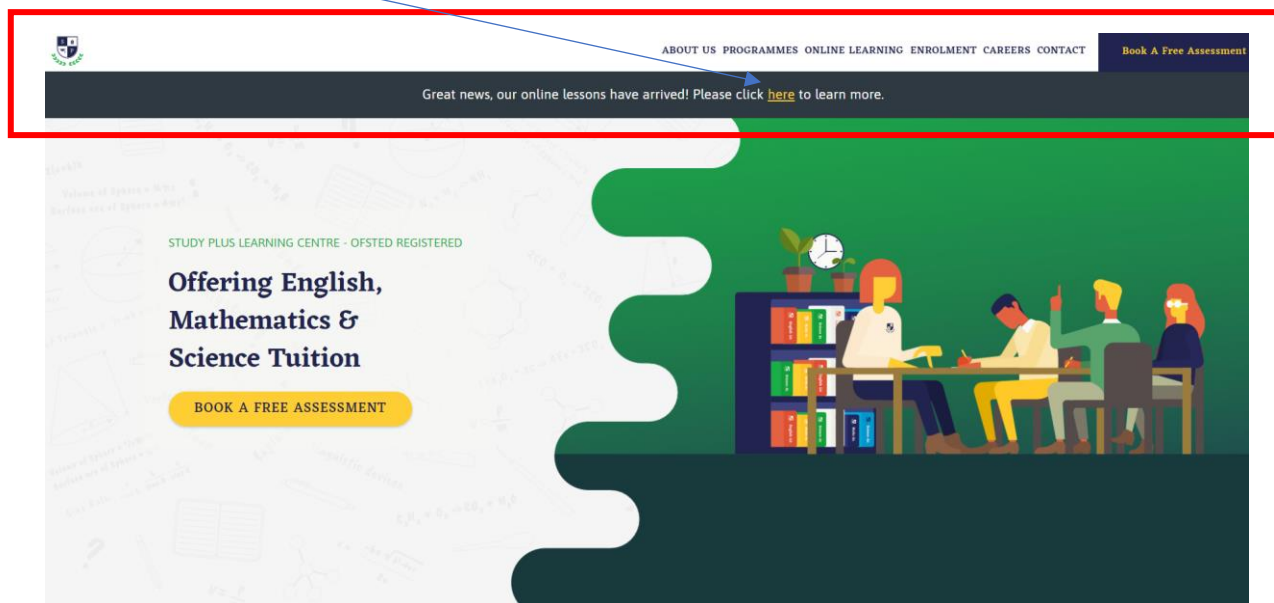 ABOUT US PROGRAMMES ONLINE LEARNING ENROLMENT CAREERS CONTACT
Book A Free Assessment
Great news, our online lessons have arrived! Please click here to learn more.
STUDY PLUS LEARNING CENTRE - OFSTED REGISTERED
Offering English,
Mathematics &
Science Tuition
BOOK A FREE ASSESSMENT